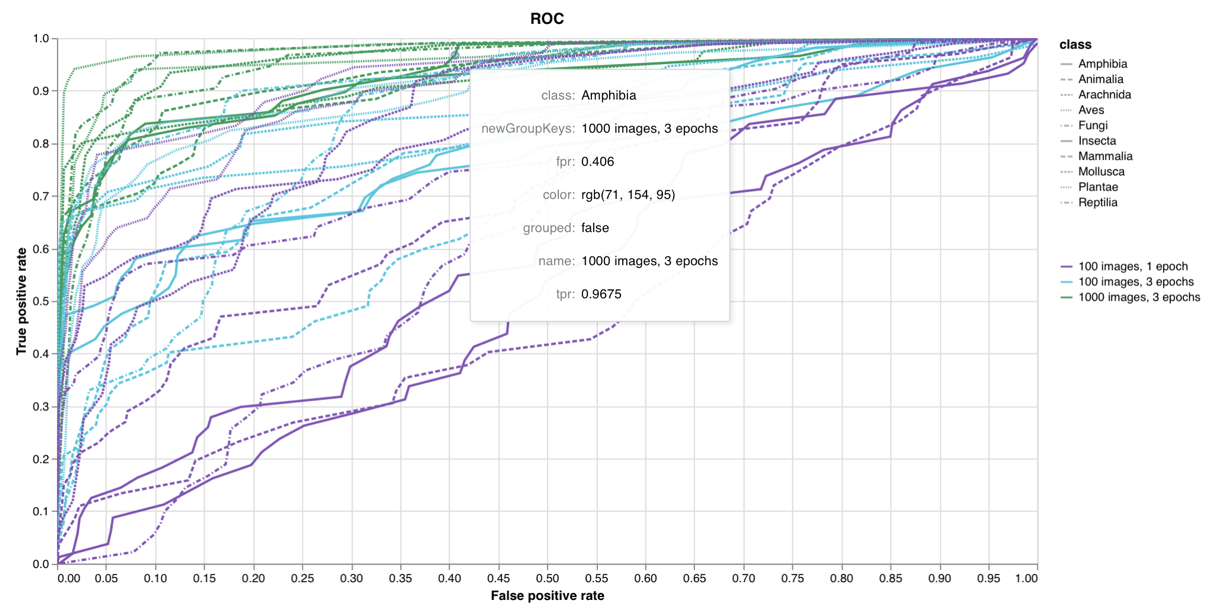 ROC
class
Amphibia
Animalia
Arachnida
Aves
Fungi
Insecta
Mammalia
Mollusca
Plantae
Reptilia
100 images, 1 epoch
100 images, 3 epochs
1000 images, 3 epochs
class: Amphibia
newGroupKeys: 1000 images, 3 epochs
fpr: 0.406
color: rgb(71, 154, 95)
grouped: false
name: 1000 images, 3 epochs
tpr: 0.9675
True positive rate
1.0
0.9
0.8
0.7
0.6
0.5
0.4
0.3
0.2
0.1
0.0
0.00 0.05 0.10 0.15 0.20 0.25 0.30 0.35 0.40 0.45 0.50 0.55 0.60 0.65 0.70 0.75 0.80 0.85 0.90 0.95 1.00
False positive rate